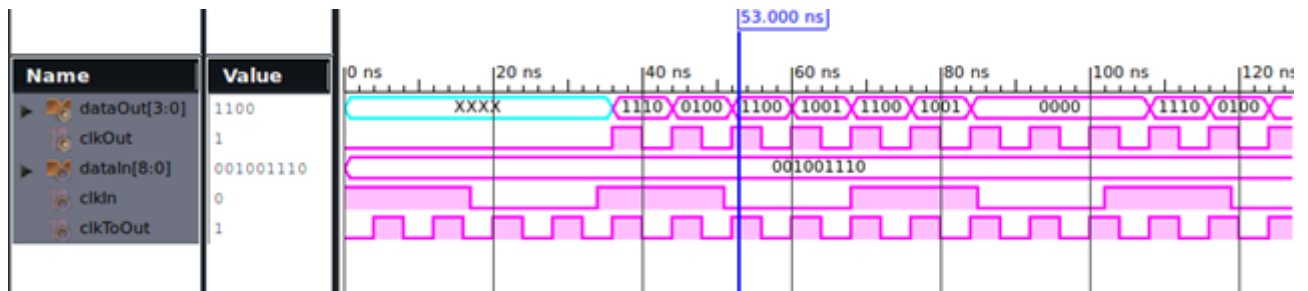 53.000 ns
Name Value 0 ns 20 ns 40 ns 60 ns 80 ns 100 ns 120 ns
dataOut[3:0] 1100 XXXX 1110 0100 1100 1001 1100 1001 0000 1110 0100
clkOut 1
dataIn[8:0] 001001110 001001110
clkIn 0
clkToOut 1